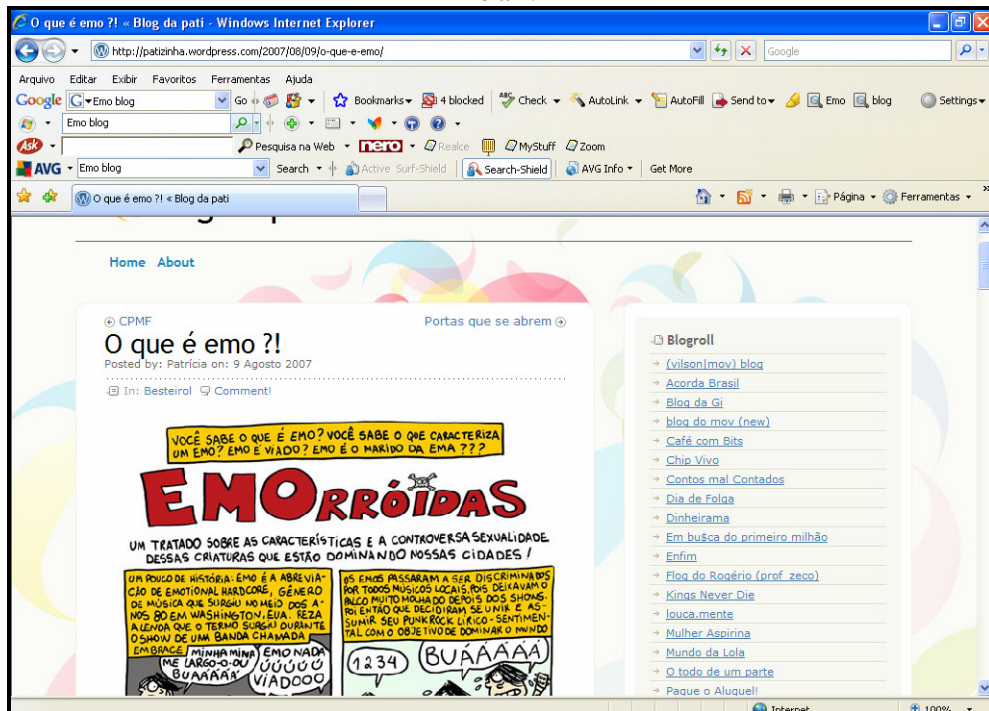 O que é emo ?! « Blog da pati - Windows Internet Explorer
http://patizinha.wordpress.com/2007/08/09/o-que-e-emo/
Google
Arquivo Editar Exibir Favoritos Ferramentas Ajuda
Google G Emo blog Go Bookmarks 4 blocked ABC Check AutoLink AutoFill Send to Emo blog Settings
Emo blog
Ask Pesquisa na Web nero Realce MyStuff Zoom
AVG Emo blog Search Active Surf-Shield Search-Shield AVG Info Get More
O que é emo ?! « Blog da pati Página Ferramentas »
Home About
CPMF Portas que se abrem
O que é emo ?!
Posted by: Patrícia on: 9 Agosto 2007
In: Besteirol Comment!
VOCÊ SABE O QUE É EMO? VOCÊ SABE O QUE CARACTERIZA
UM EMO? EMO É VIADO? EMO É O MARIDO DA EMA ???
EMORRÓIDAS
UM TRATADO SOBRE AS CARACTERÍSTICAS E A CONTROVERSA SEXUALIDADE
DESSAS CRIATURAS QUE ESTÃO DOMINANDO NOSSAS CIDADES!
UM POUCO DE HISTÓRIA: EMO É A ABREVIA-
ÇÃO DE EMOTIONAL HARDCORE, GÊNERO
DE MÚSICA QUE SURGIU NO MEIO DOS A-
NOS 80 EM WASHINGTON, EUA. REZA
A LENDA QUE O TERMO SURGIU DURANTE
O SHOW DE UMA BANDA CHAMADA
EMBRACE
MINHA MINA
ME LARGO-O-OU
BUAÁÁÁÁ
EMO NADA
ÚÚÚÚÚ
VIADOOO
OS EMOS PASSARAM A SER DISCRIMINADOS
POR TODOS MÚSICOS LOCAIS, POIS DEIXAVAM O
PALCO MUITO MOLHADO DEPOIS DOS SHOWS.
FOI ENTÃO QUE DECIDIRAM SE UNIR E AS-
SUMIR SEU PUNK ROCK LÍRICO-SENTIMEN-
TAL COM O OBJETIVO DE DOMINAR O MUNDO
1234
BUÁÁÁÁÁ
Blogroll
(vilson|mov) blog
Acorda Brasil
Blog da Gi
blog do mov (new)
Café com Bits
Chip Vivo
Contos mal Contados
Dia de Folga
Dinheirama
Em bu$ca do primeiro milhão
Enfim
Flog do Rogério (prof_zeco)
Kings Never Die
louca.mente
Mulher Aspirina
Mundo da Lola
O todo de um parte
Pague o Aluguel!
Internet 100%